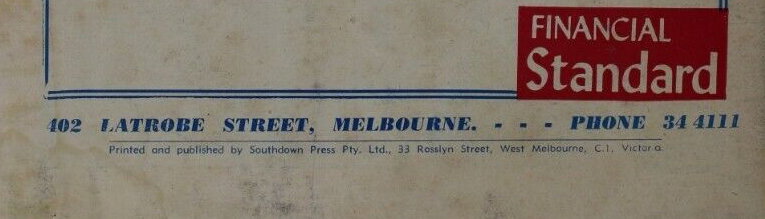 FINANCIAL
Standard
402 LATROBE STREET, MELBOURNE. - - - PHONE 34 4111
Printed and published by Southdown Press Pty. Ltd., 33 Rosslyn Street, West Melbourne, C.1, Victoria